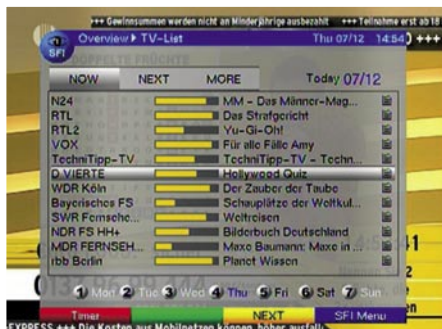 +++ Gewinnsummen werden nicht an Minderjährige ausbezahlt +++ Teilnahme erst ab 18
SFI Overview TV-List Thu 07/12 14:54 +++
DOPPELTE FRÜCHTE
NOW NEXT MORE Today 07/12
N24 MM - Das Männer-Mag...
RTL Das Strafgericht
RTL2 Yu-Gi-Oh!
VOX Für alle Fälle Amy
TechniTipp-TV TechniTipp-TV - Techn...
D VIERTE Hollywood Quiz
WDR Köln Der Zauber der Taube
Bayerisches FS Schauplätze der Weltkul...
SWR Fernsehe... Weltreisen
NDR FS HH+ Bilderbuch Deutschland
MDR FERNSEH... Maxe Baumann: Maxe in ...
rbb Berlin Planet Wissen
1 Mon 2 Tue 3 Wed 4 Thu 5 Fri 6 Sat 7 Sun
Timer NEXT SFI Menu
EXPRESS +++ Die Kosten aus Mobilnetzen können höher ausfall